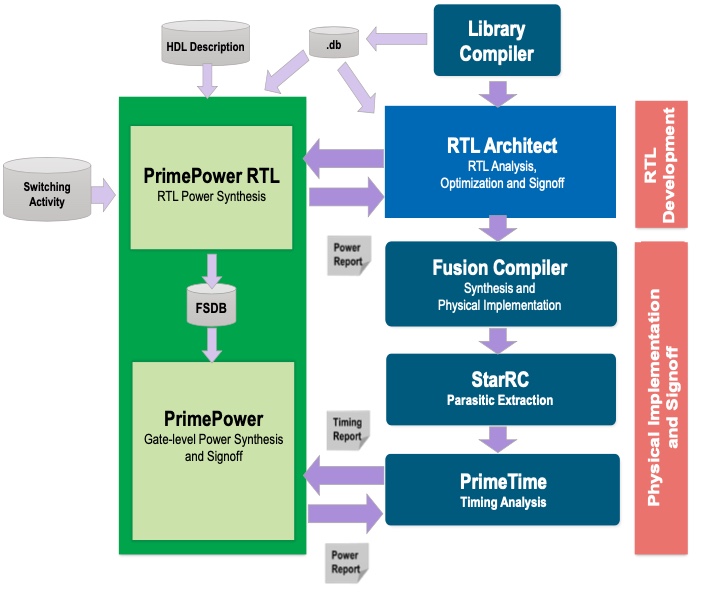 Library
Compiler
HDL Description
.db
RTL Architect
RTL Analysis,
Optimization and Signoff
RTL
Development
PrimePower RTL
RTL Power Synthesis
Switching
Activity
Power
Report
Fusion Compiler
Synthesis and
Physical Implementation
FSDB
StarRC
Parasitic Extraction
Physical Implementation
and Signoff
PrimePower
Gate-level Power Synthesis
and Signoff
Timing
Report
PrimeTime
Timing Analysis
Power
Report